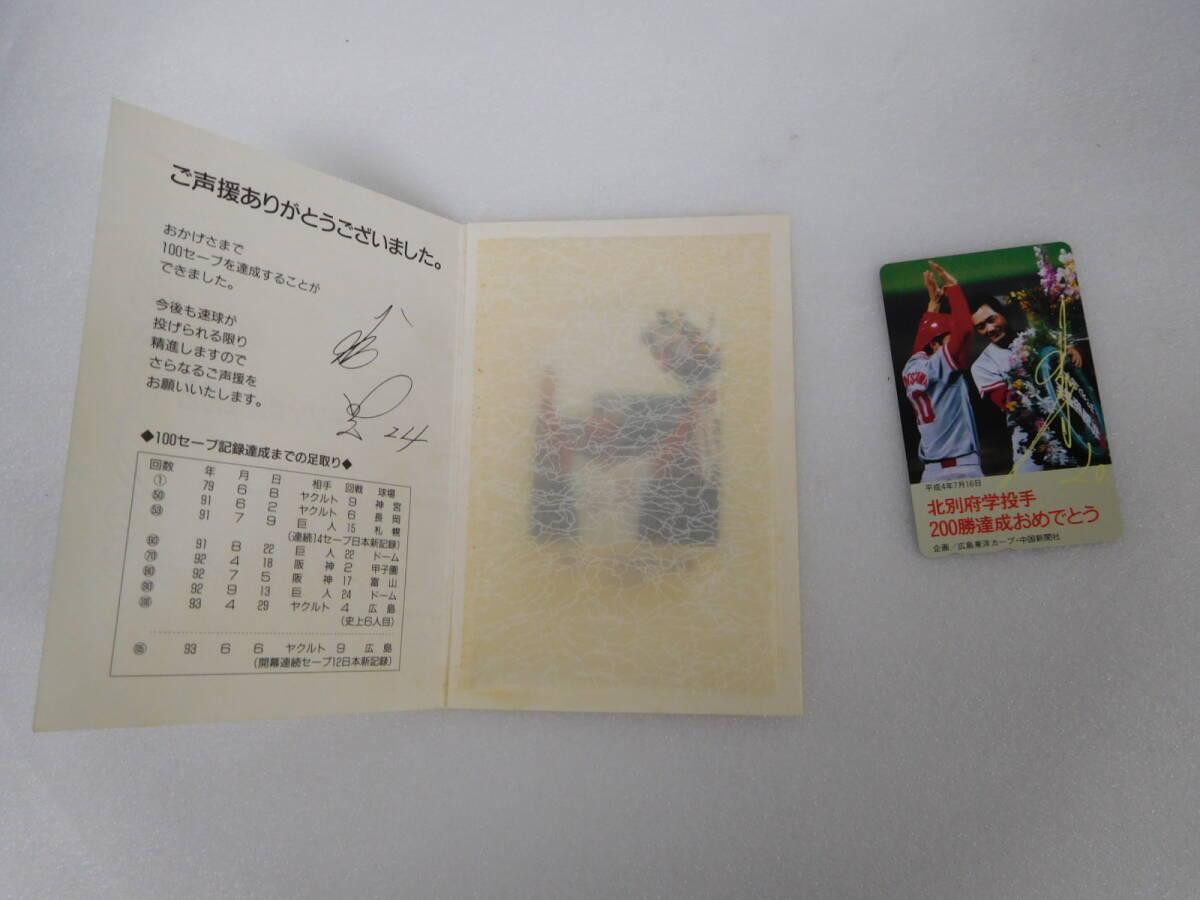 ご声援ありがとうございました。
おかげさまで
100セーブを達成することが
できました。
今後も速球が
投げられる限り
精進しますので
さらなるご声援を
お願いいたします。
24
◆100セーブ記録達成までの足取り◆
回数 年 月 日 相手 回戦 球場
① 79 6 8 ヤクルト 9 神宮
㊿ 91 6 2 ヤクルト 6 長岡
53 91 7 9 巨人 15 札幌
(連続14セーブ日本新記録)
60 91 8 22 巨人 22 ドーム
70 92 4 18 阪神 2 甲子園
80 92 7 5 阪神 17 富山
90 92 9 13 巨人 24 ドーム
100 93 4 29 ヤクルト 4 広島
(史上6人目)
93 6 6 ヤクルト 9 広島
(開幕連続セーブ12日本新記録)
20
平成4年7月16日
北別府学投手
200勝達成おめでとう
企画/広島東洋カープ・中国新聞社